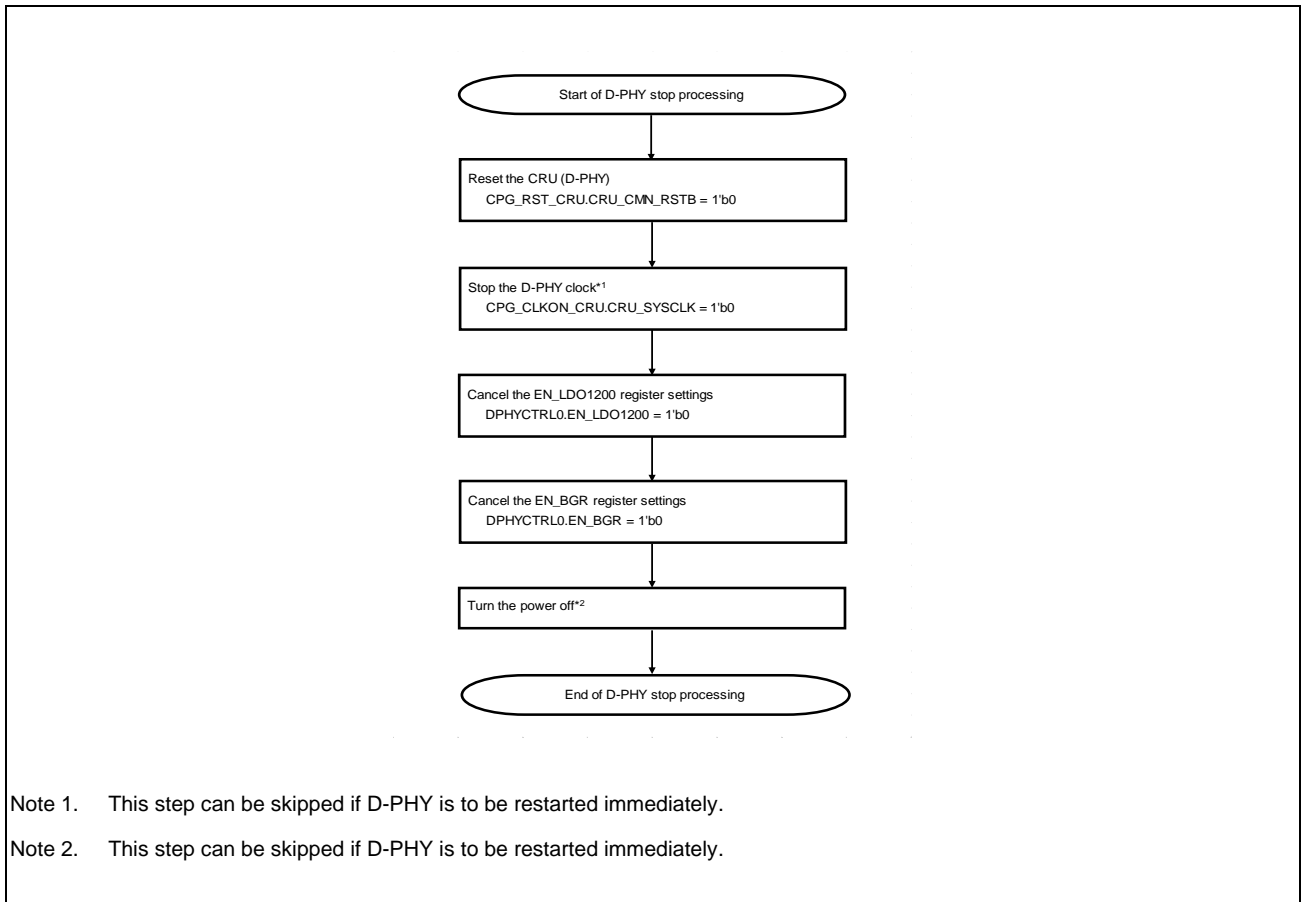 Start of D-PHY stop processing
Reset the CRU (D-PHY)
CPG_RST_CRU.CRU_CMN_RSTB = 1'b0
Stop the D-PHY clock*1
CPG_CLKON_CRU.CRU_SYSCLK = 1'b0
Cancel the EN_LDO1200 register settings
DPHYCTRL0.EN_LDO1200 = 1'b0
Cancel the EN_BGR register settings
DPHYCTRL0.EN_BGR = 1'b0
Turn the power off*2
End of D-PHY stop processing
Note 1. This step can be skipped if D-PHY is to be restarted immediately.
Note 2. This step can be skipped if D-PHY is to be restarted immediately.